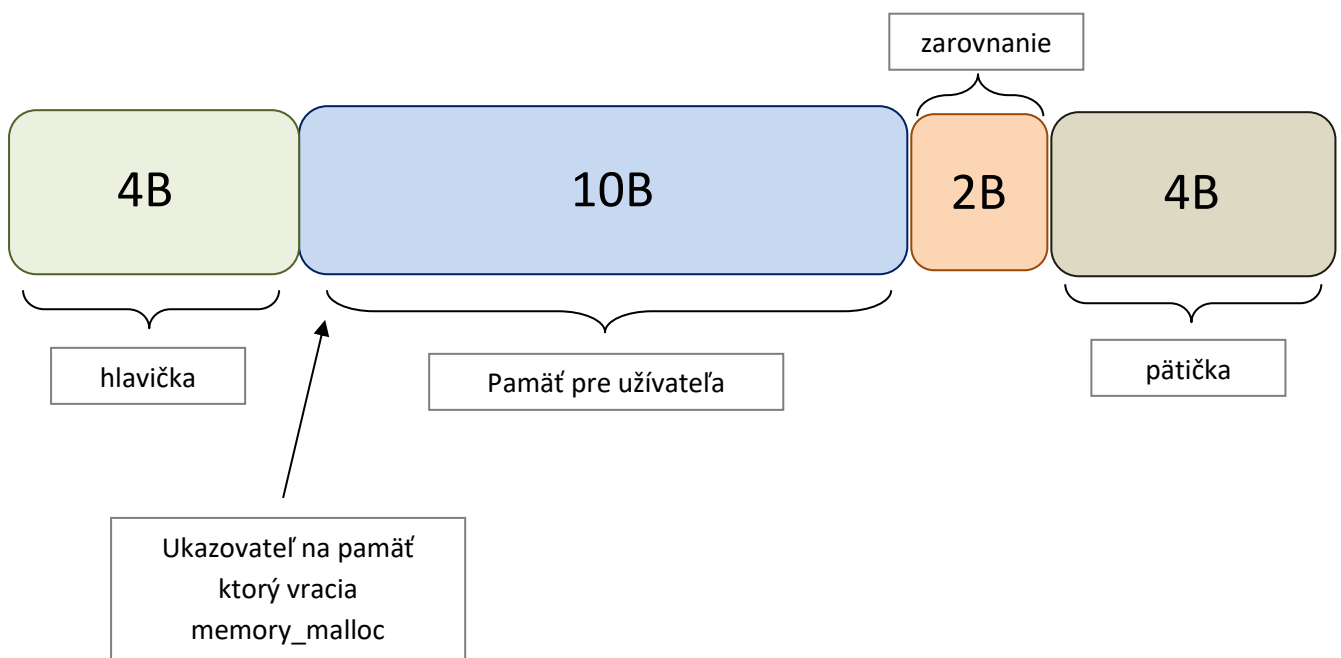 zarovnanie
4B
10B
2B
4B
hlavička
Pamäť pre užívateľa
pätička
Ukazovateľ na pamäť
ktorý vracia
memory_malloc